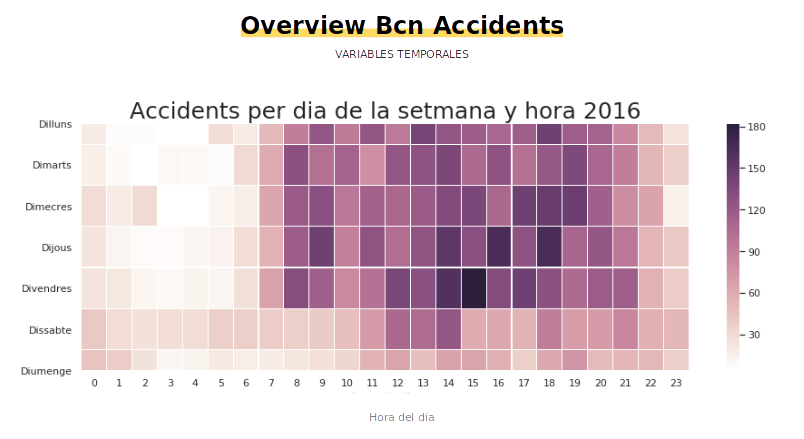 Overview Bcn Accidents
VARIABLES TEMPORALES
Accidents per dia de la setmana y hora 2016
Dilluns
Dimarts
Dimecres
Dijous
Divendres
Dissabte
Diumenge
0 1 2 3 4 5 6 7 8 9 10 11 12 13 14 15 16 17 18 19 20 21 22 23
180
150
120
90
60
30
Hora del día